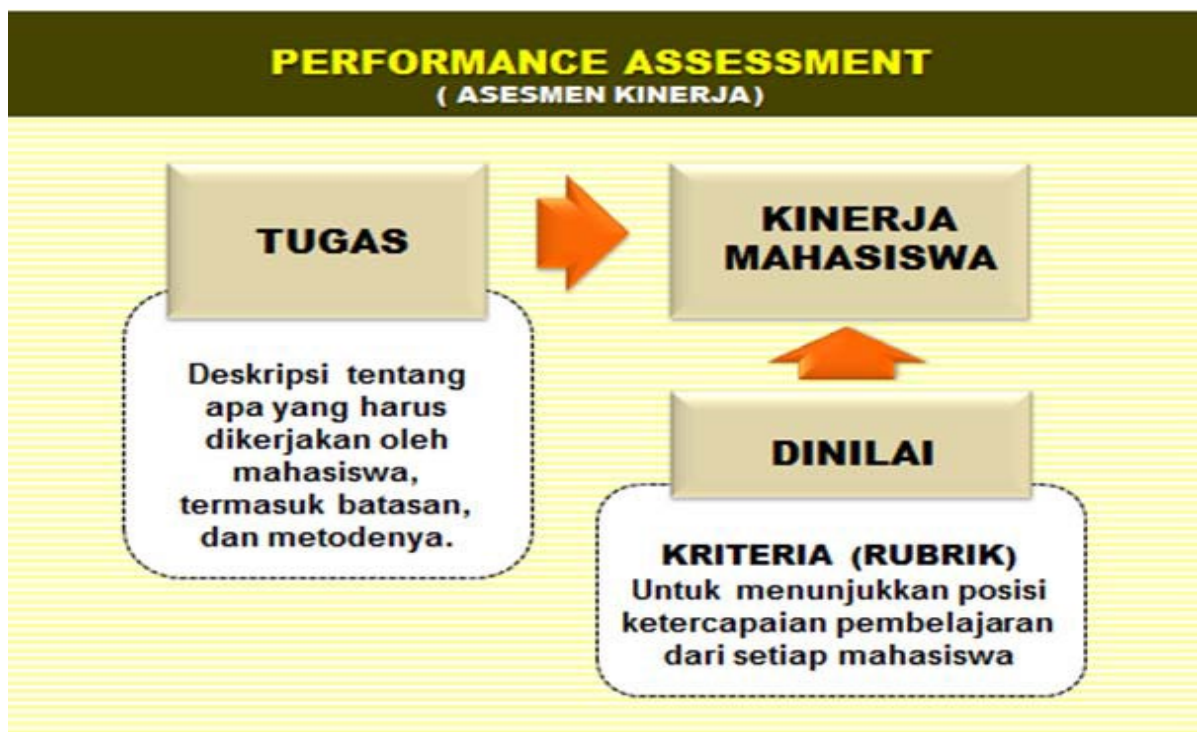 PERFORMANCE ASSESSMENT
( ASESMEN KINERJA)
TUGAS
Deskripsi tentang
apa yang harus
dikerjakan oleh
mahasiswa,
termasuk batasan,
dan metodenya.
KINERJA
MAHASISWA
DINILAI
KRITERIA (RUBRIK)
Untuk menunjukkan posisi
ketercapaian pembelajaran
dari setiap mahasiswa